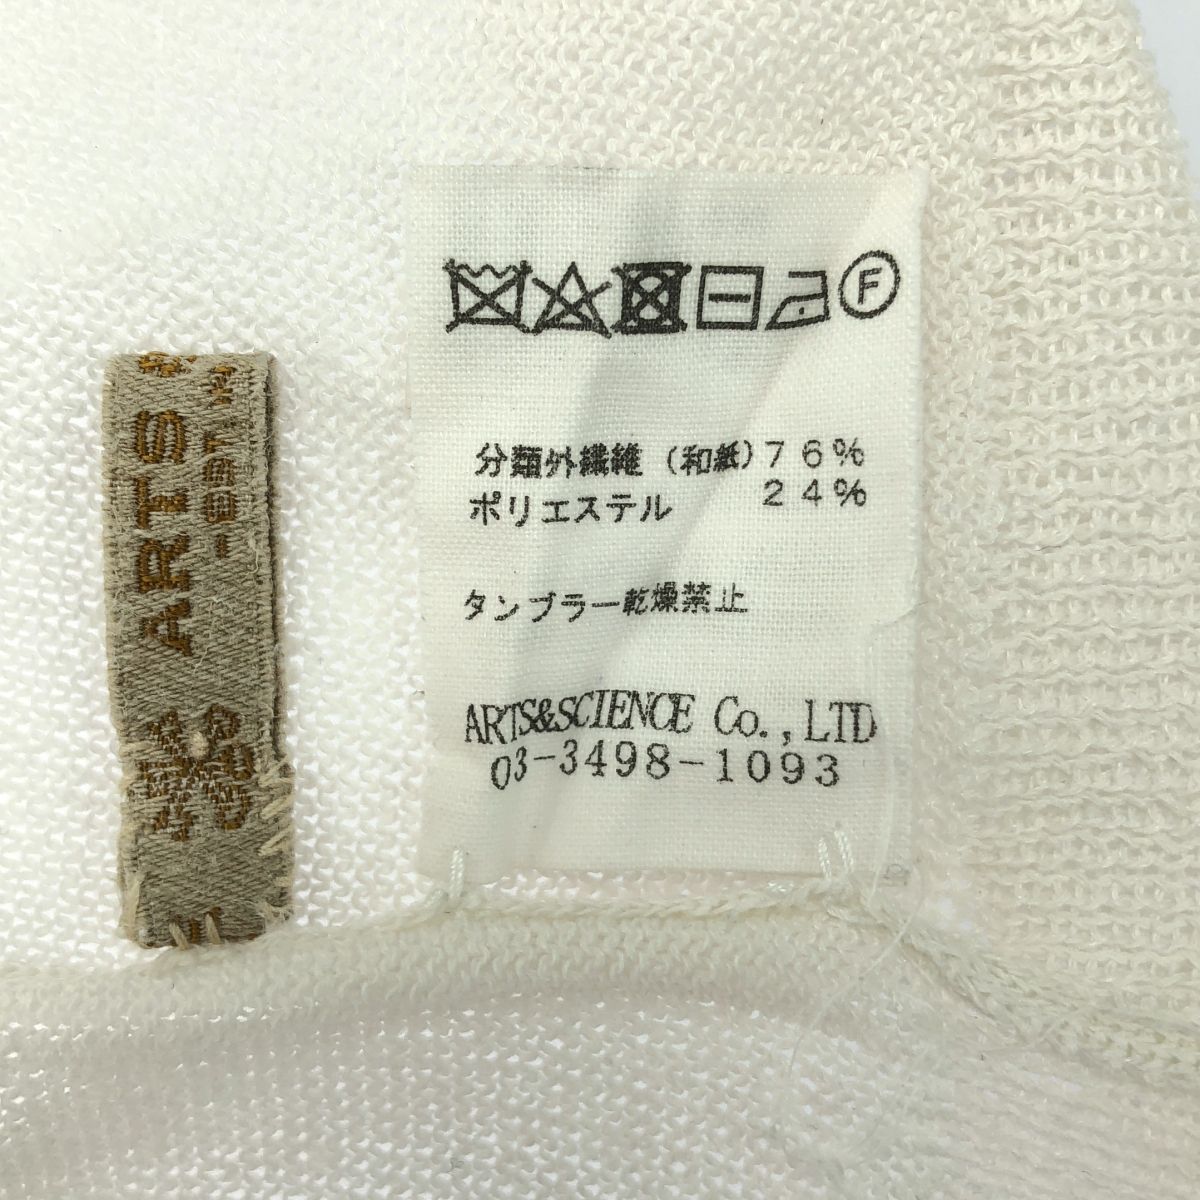 F
分類外繊維（和紙）76%
ポリエステル 24%
タンブラー乾燥禁止
ARTS&SCIENCE Co.,LTD
03-3498-1093
ARTS